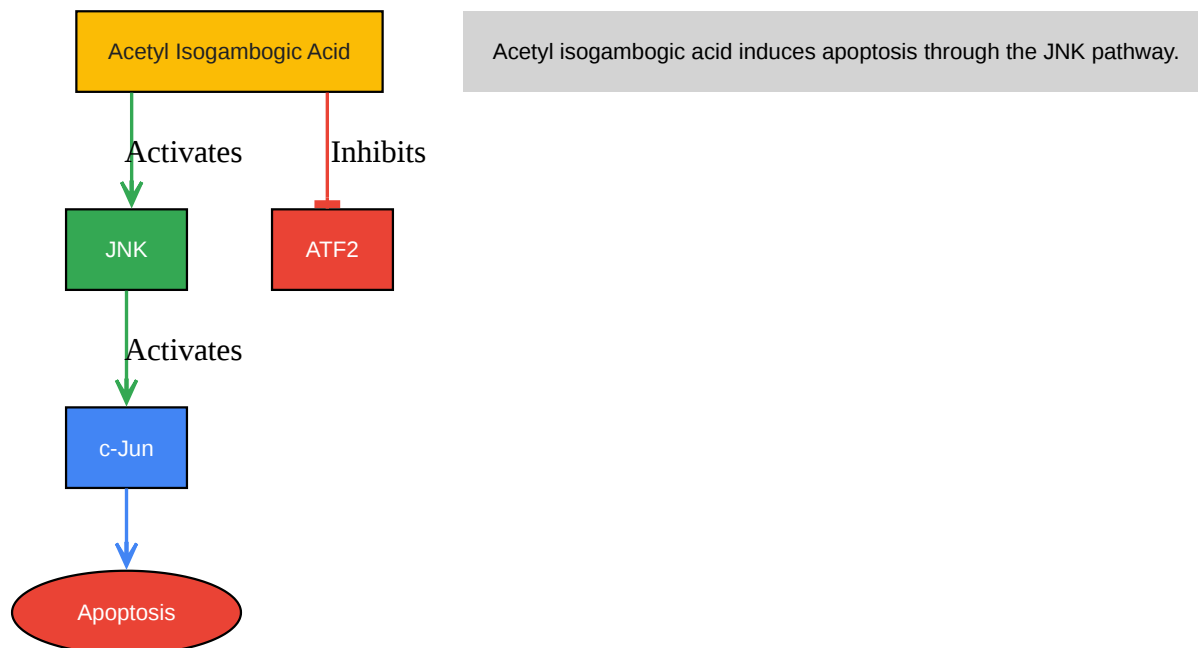 Acetyl Isogambogic Acid
Acetyl isogambogic acid induces apoptosis through the JNK pathway.
Activates
Inhibits
JNK
ATF2
Activates
c-Jun
Apoptosis